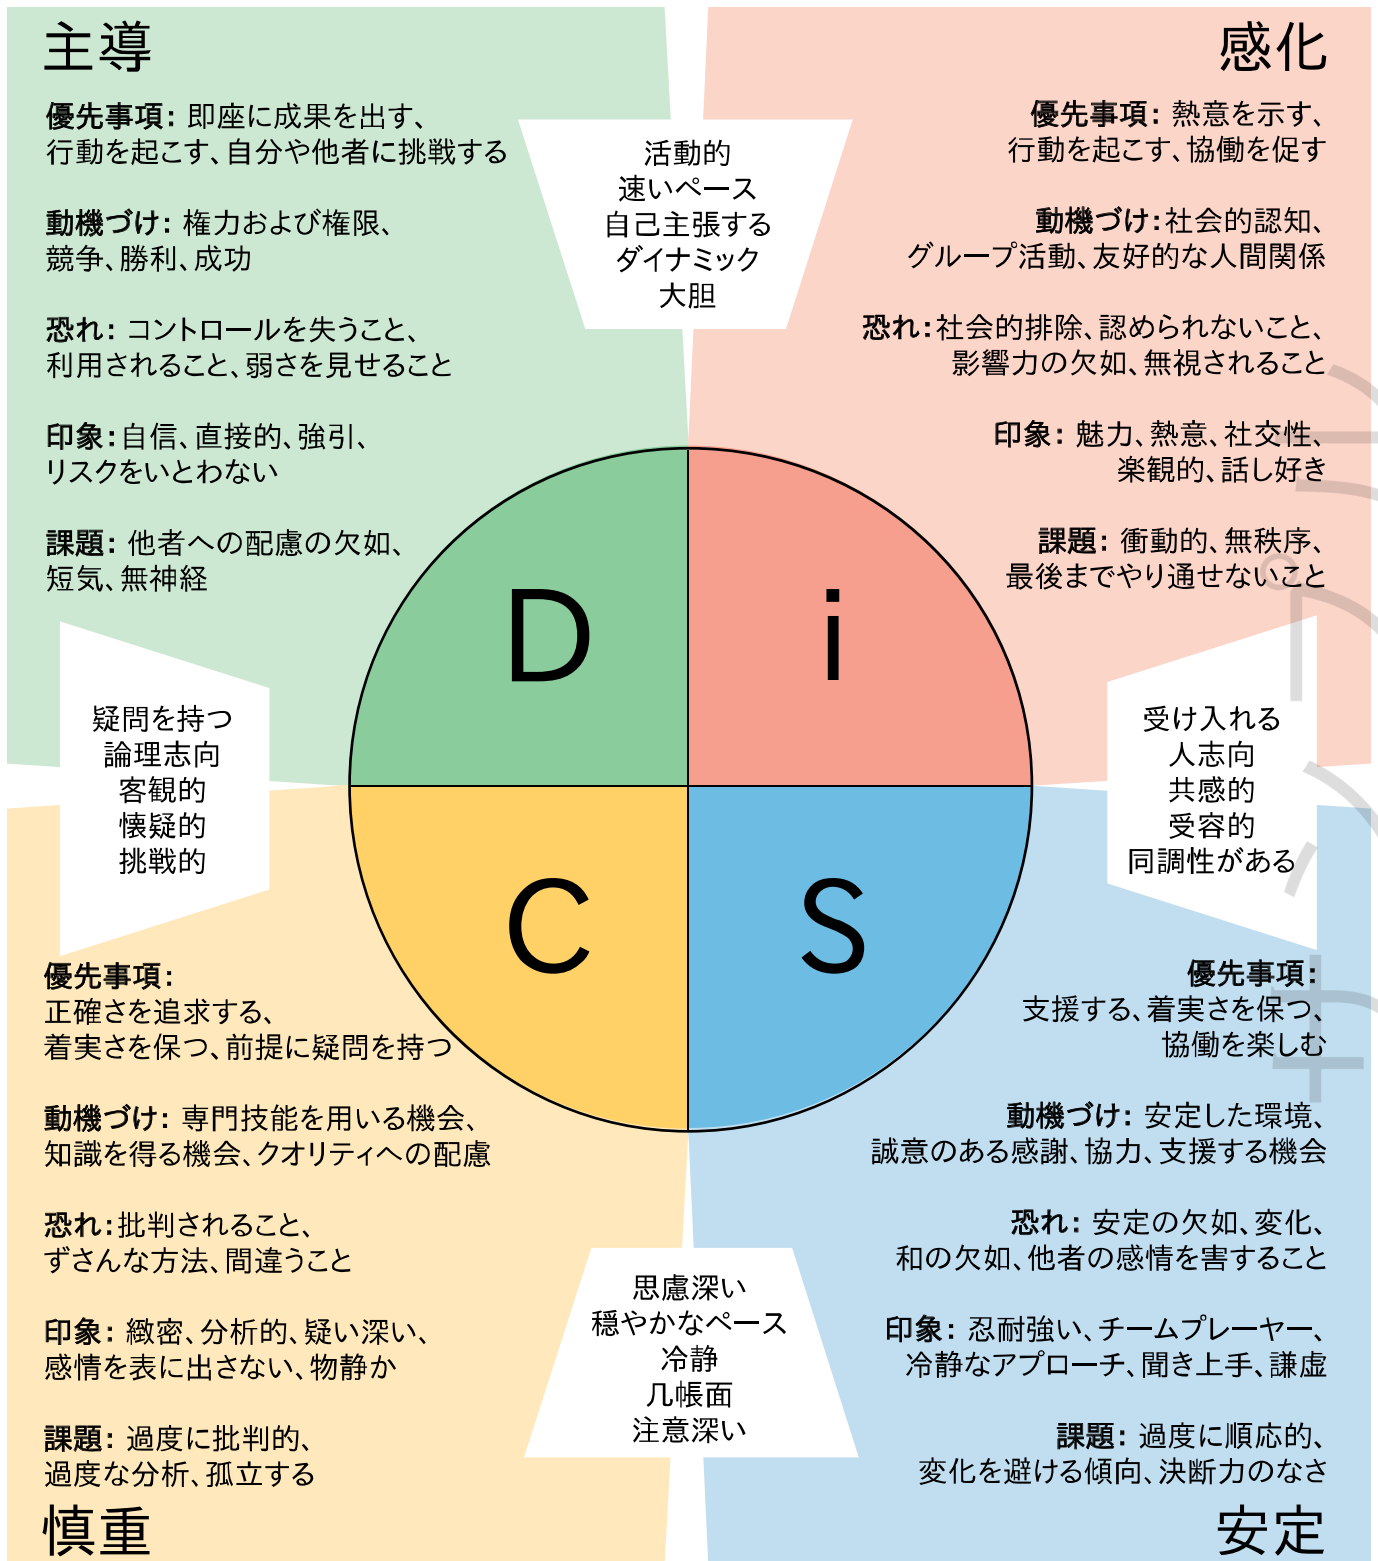 主導
優先事項: 即座に成果を出す、
行動を起こす、自分や他者に挑戦する
動機づけ: 権力および権限、
競争、勝利、成功
恐れ: コントロールを失うこと、
利用されること、弱さを見せること
印象:自信、直接的、強引、
リスクをいとわない
課題: 他者への配慮の欠如、
短気、無神経
活動的
速いペース
自己主張する
ダイナミック
大胆
感化
優先事項: 熱意を示す、
行動を起こす、協働を促す
動機づけ:社会的認知、
グループ活動、友好的な人間関係
恐れ:社会的排除、認められないこと、
影響力の欠如、無視されること
印象: 魅力、熱意、社交性、
楽観的、話し好き
課題: 衝動的、無秩序、
最後までやり通せないこと
D
i
C
S
疑問を持つ
論理志向
客観的
懐疑的
挑戦的
受け入れる
人志向
共感的
受容的
同調性がある
優先事項:
正確さを追求する、
着実さを保つ、前提に疑問を持つ
動機づけ: 専門技能を用いる機会、
知識を得る機会、クオリティへの配慮
恐れ:批判されること、
ずさんな方法、間違うこと
印象: 緻密、分析的、疑い深い、
感情を表に出さない、物静か
課題: 過度に批判的、
過度な分析、孤立する
慎重
思慮深い
穏やかなペース
冷静
几帳面
注意深い
優先事項:
支援する、着実さを保つ、
協働を楽しむ
動機づけ: 安定した環境、
誠意のある感謝、協力、支援する機会
恐れ: 安定の欠如、変化、
和の欠如、他者の感情を害すること
印象: 忍耐強い、チームプレーヤー、
冷静なアプローチ、聞き上手、謙虚
課題: 過度に順応的、
変化を避ける傾向、決断力のなさ
安定